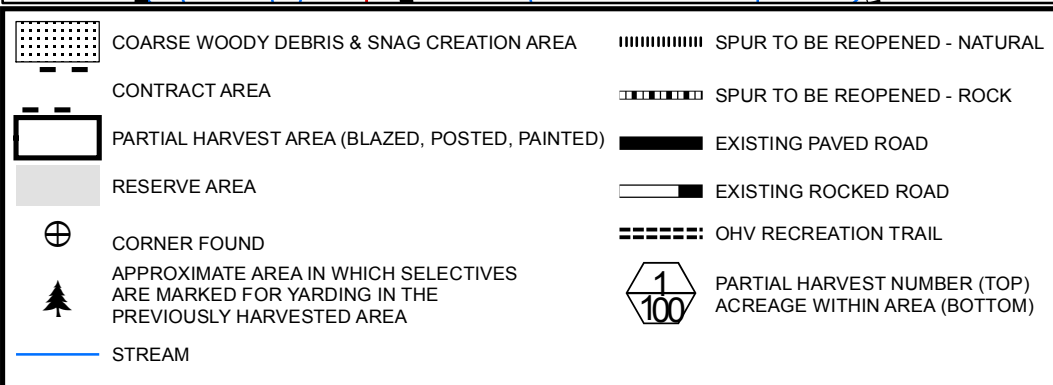 COARSE WOODY DEBRIS & SNAG CREATION AREA
CONTRACT AREA
PARTIAL HARVEST AREA (BLAZED, POSTED, PAINTED)
RESERVE AREA
CORNER FOUND
APPROXIMATE AREA IN WHICH SELECTIVES
ARE MARKED FOR YARDING IN THE
PREVIOUSLY HARVESTED AREA
STREAM
SPUR TO BE REOPENED - NATURAL
SPUR TO BE REOPENED - ROCK
EXISTING PAVED ROAD
EXISTING ROCKED ROAD
OHV RECREATION TRAIL
1
100
PARTIAL HARVEST NUMBER (TOP)
ACREAGE WITHIN AREA (BOTTOM)